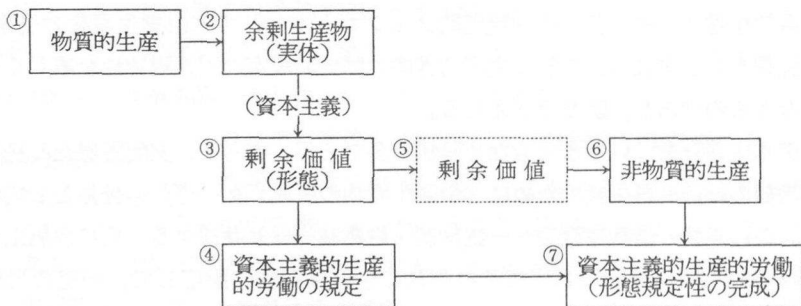 ①
物質的生産
②
余剰生産物
(実体)
(資本主義)
③
剰余価値
(形態)
⑤
剰余価値
⑥
非物質的生産
④
資本主義的生産
的労働の規定
⑦
資本主義的生産的労働
(形態規定性の完成)